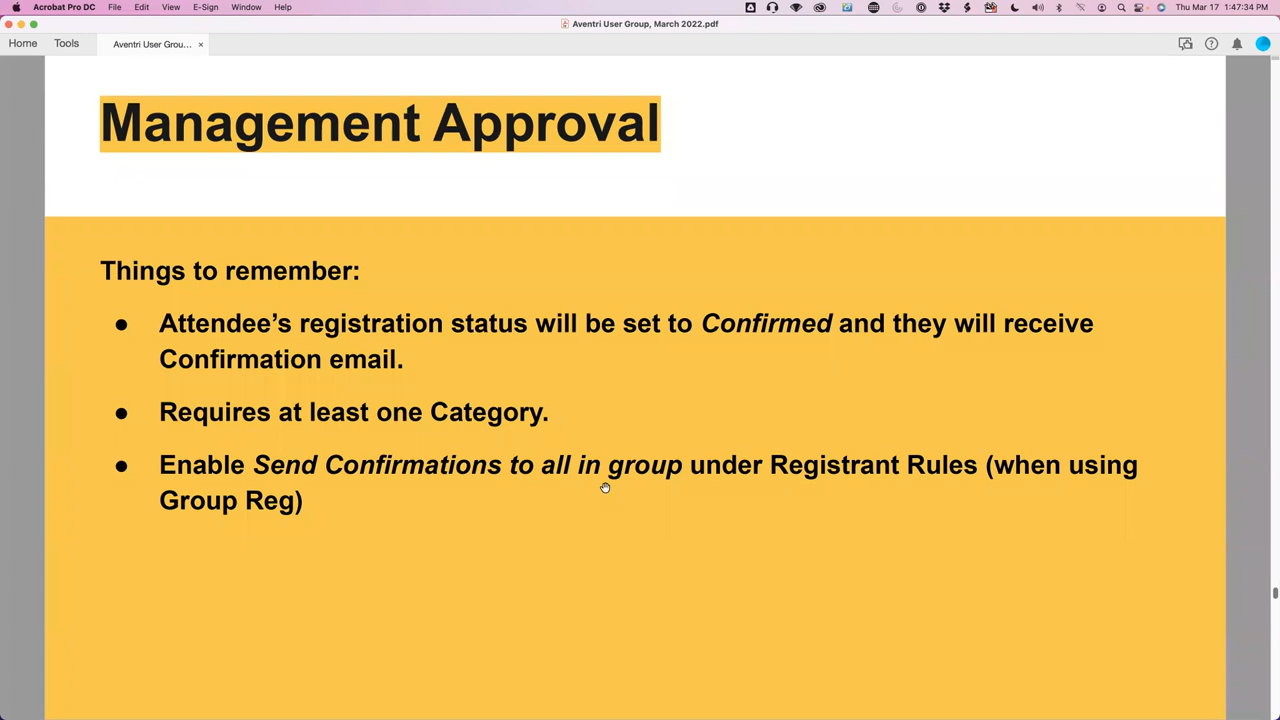 Acrobat Pro DC File Edit View E-Sign Window Help Thu Mar 17 1:47:34 PM
Aventri User Group, March 2022.pdf
Home Tools Aventri User Grou... ×
Management Approval
Things to remember:
● Attendee’s registration status will be set to Confirmed and they will receive
Confirmation email.
● Requires at least one Category.
● Enable Send Confirmations to all in group under Registrant Rules (when using
Group Reg)